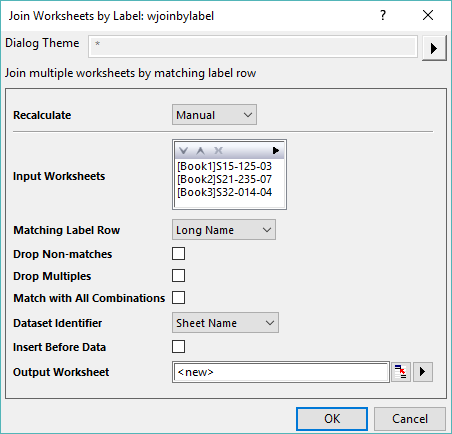 Join Worksheets by Label: wjoinbylabel
Dialog Theme *
Join multiple worksheets by matching label row
Recalculate Manual
Input Worksheets
[Book1]S15-125-03
[Book2]S21-235-07
[Book3]S32-014-04
Matching Label Row Long Name
Drop Non-matches
Drop Multiples
Match with All Combinations
Dataset Identifier Sheet Name
Insert Before Data
Output Worksheet <new>
OK Cancel